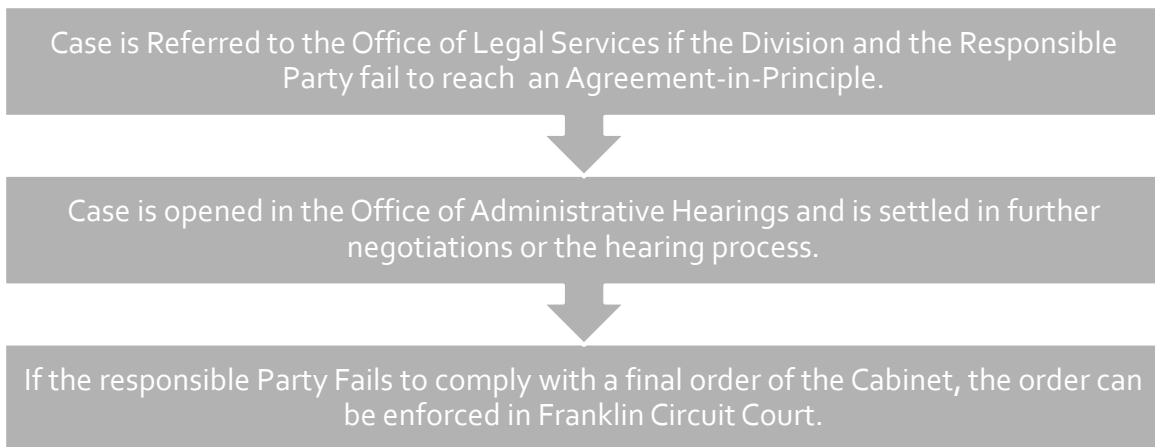 Case is Referred to the Office of Legal Services if the Division and the Responsible
Party fail to reach an Agreement-in-Principle.
Case is opened in the Office of Administrative Hearings and is settled in further
negotiations or the hearing process.
If the responsible Party Fails to comply with a final order of the Cabinet, the order can
be enforced in Franklin Circuit Court.